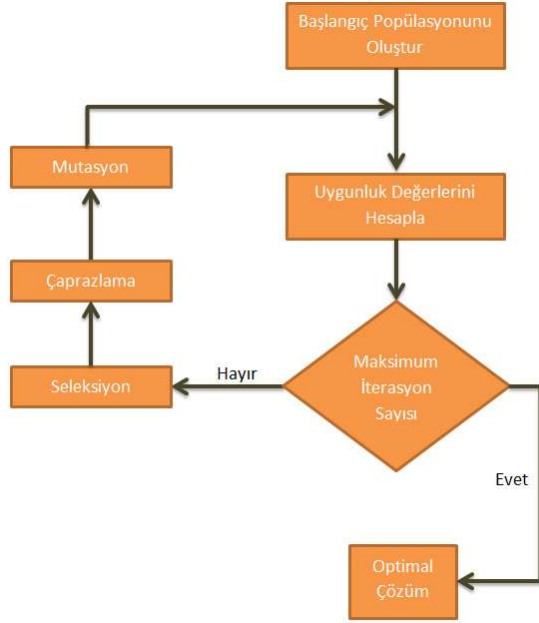 Başlangıç Popülasyonunu
Oluştur
Mutasyon
Uygunluk Değerlerini
Hesapla
Çaprazlama
Maksimum
İterasyon
Sayısı
Hayır
Seleksiyon
Evet
Optimal
Çözüm